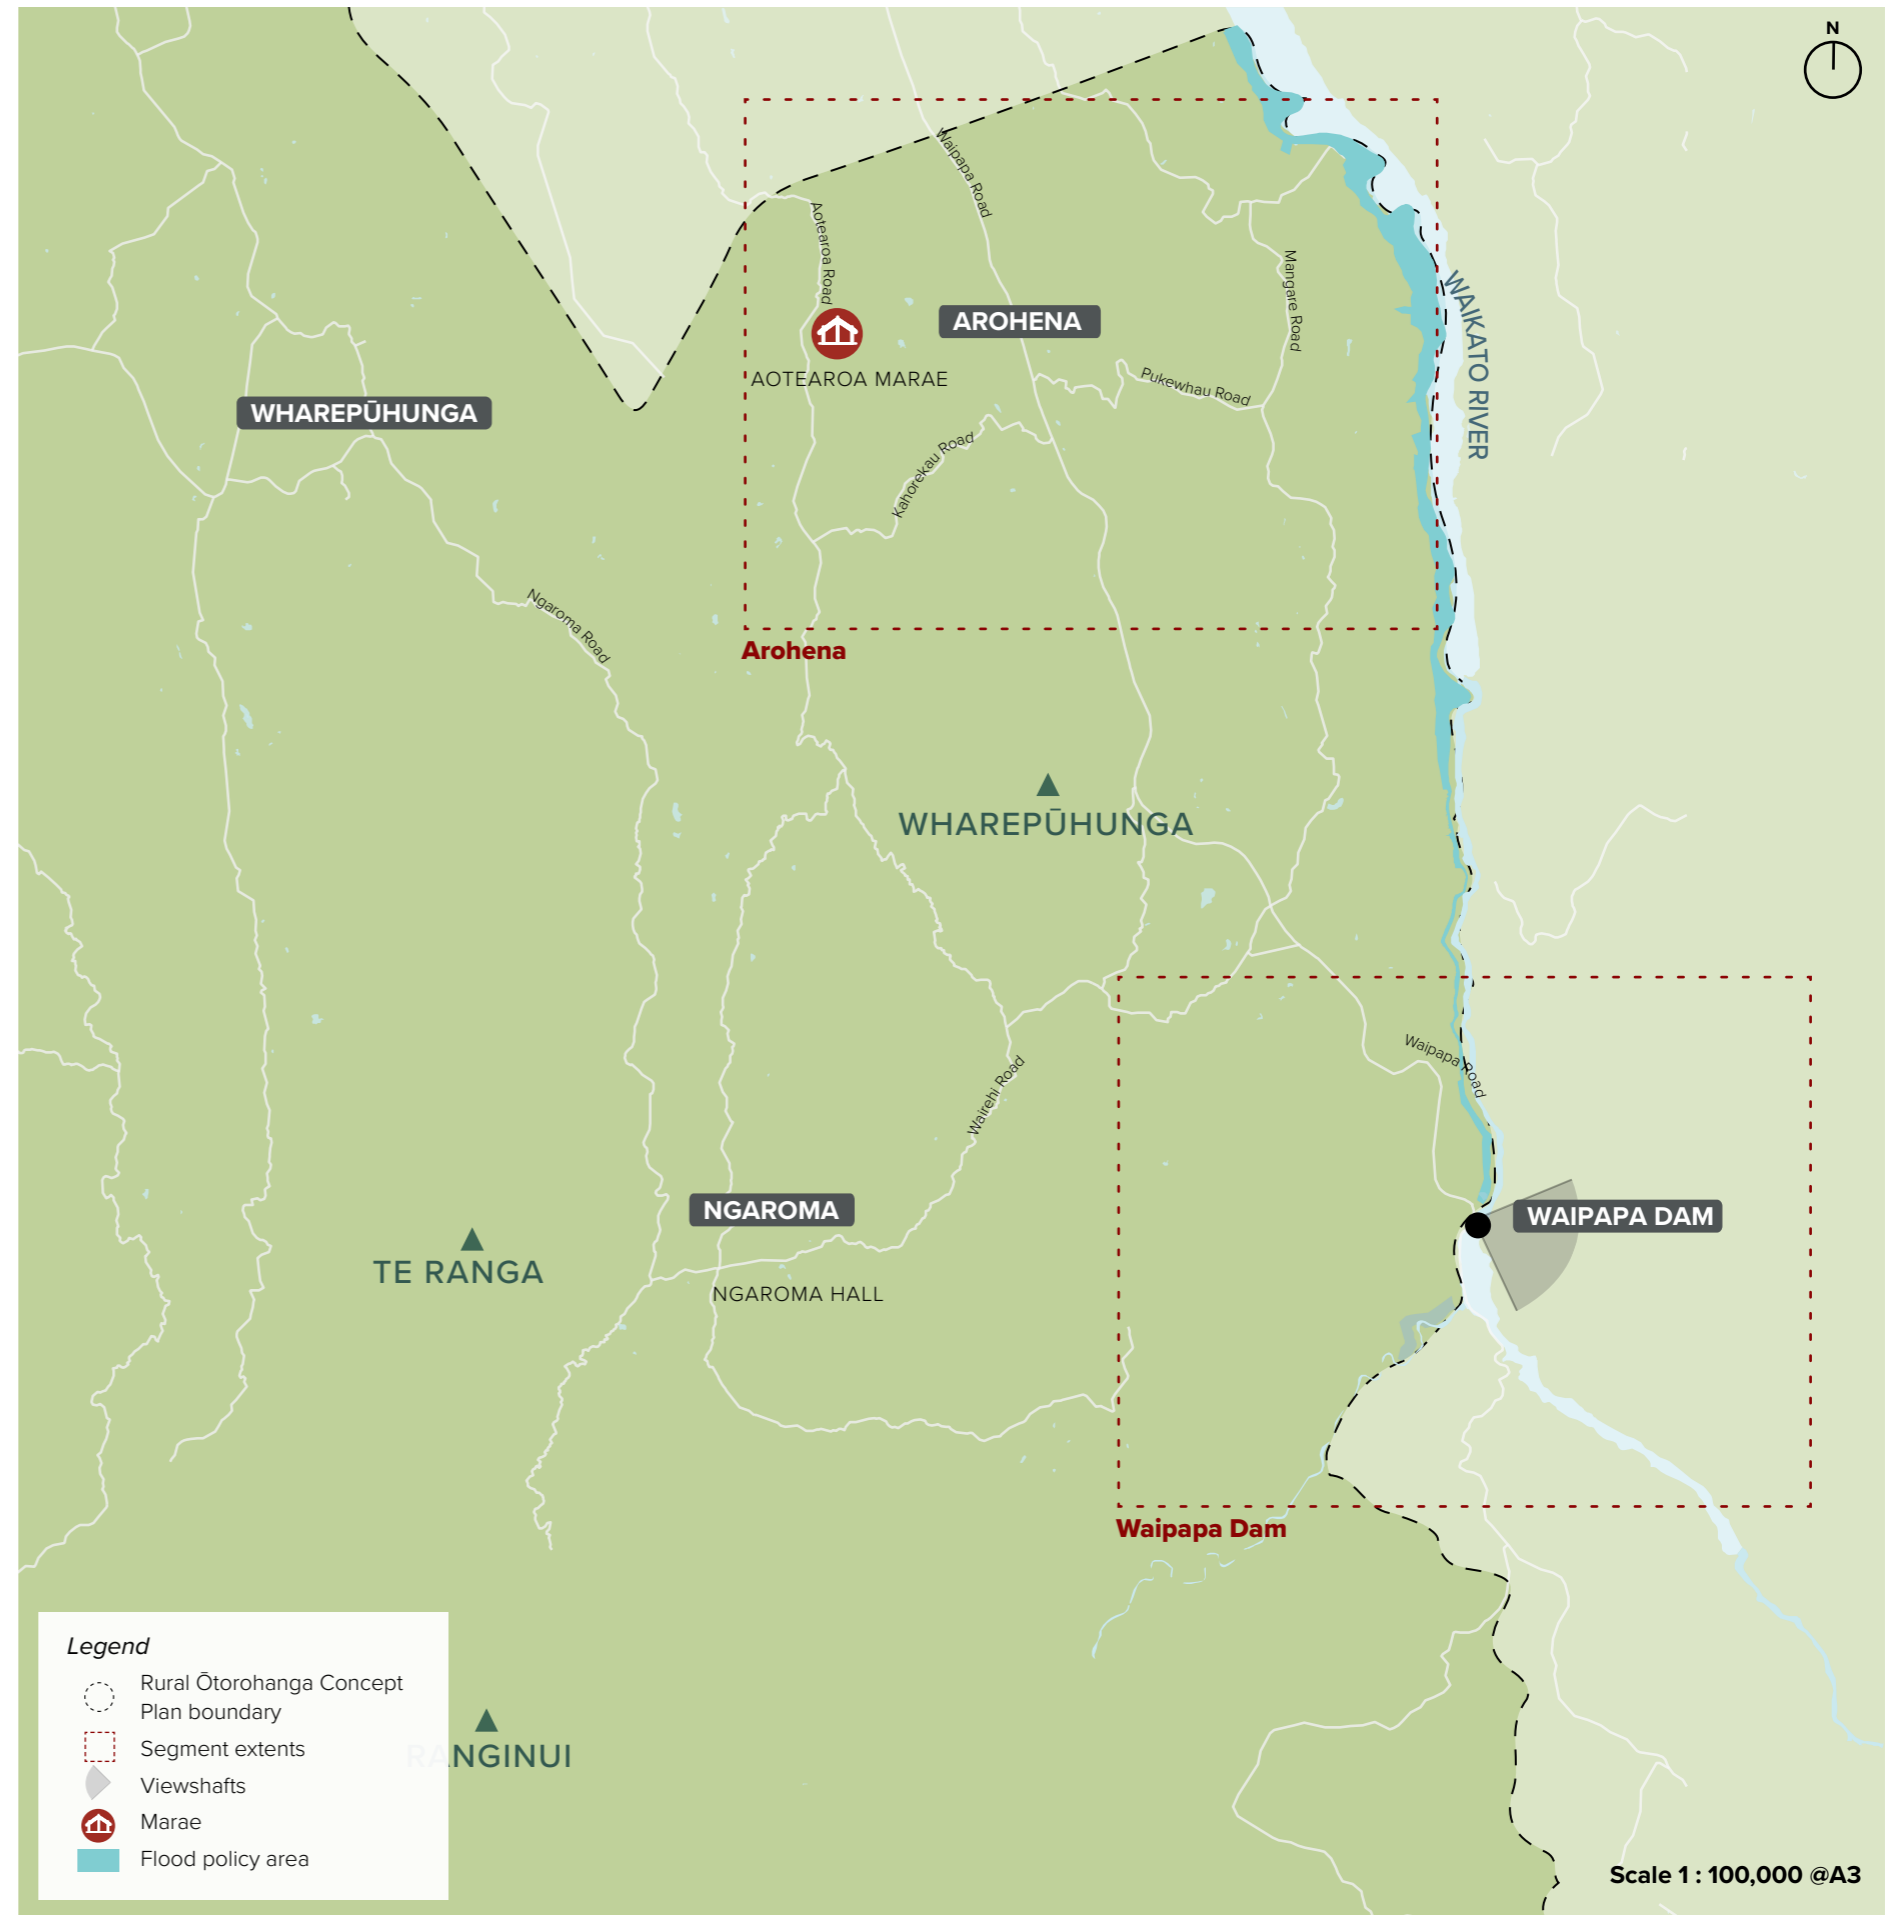 N
Waipapa Road
Aotearoa Road
Mangare Road
WAIKATO RIVER
AROHENA
AOTEAROA MARAE
Pukewhau Road
WHAREPŪHUNGA
Kahorekau Road
Ngaroma Road
Arohena
WHAREPŪHUNGA
Waipapa Road
Wairehi Road
NGAROMA
WAIPAPA DAM
TE RANGA
NGAROMA HALL
Waipapa Dam
Legend
Rural Ōtorohanga Concept
Plan boundary
Segment extents
Viewshafts
Marae
Flood policy area
RANGINUI
Scale 1 : 100,000 @A3